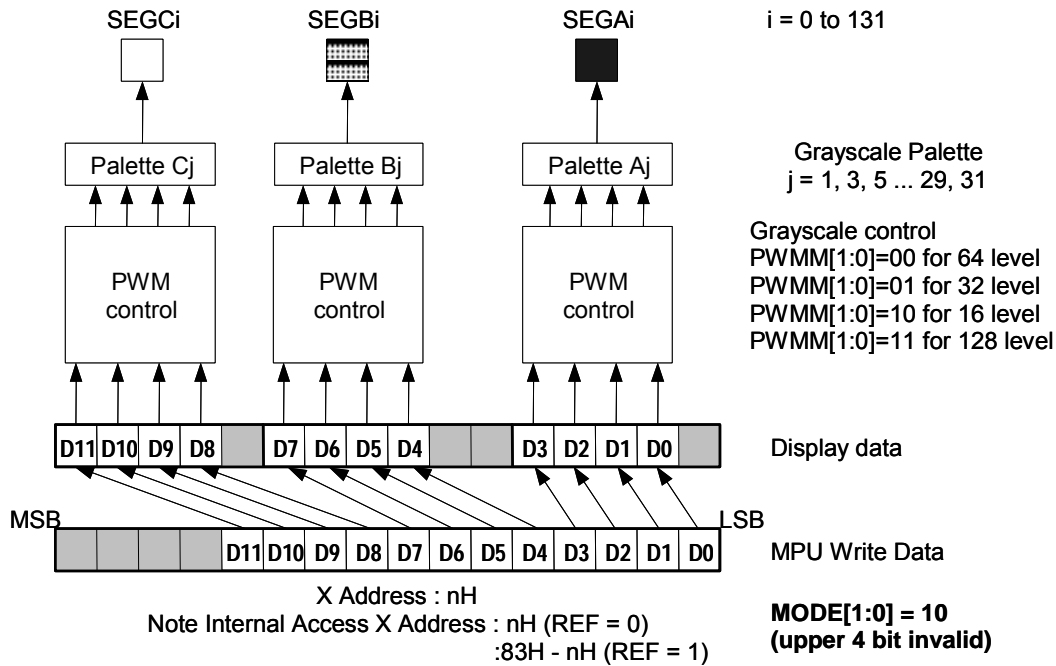 SEGCi SEGBi SEGAi i = 0 to 131
Palette Cj Palette Bj Palette Aj
Grayscale Palette
j = 1, 3, 5 ... 29, 31
PWM control PWM control PWM control
Grayscale control
PWMM[1:0]=00 for 64 level
PWMM[1:0]=01 for 32 level
PWMM[1:0]=10 for 16 level
PWMM[1:0]=11 for 128 level
D11 D10 D9 D8 D7 D6 D5 D4 D3 D2 D1 D0 Display data
MSB LSB
D11 D10 D9 D8 D7 D6 D5 D4 D3 D2 D1 D0 MPU Write Data
X Address : nH
Note Internal Access X Address : nH (REF = 0)
:83H - nH (REF = 1)
MODE[1:0] = 10
(upper 4 bit invalid)